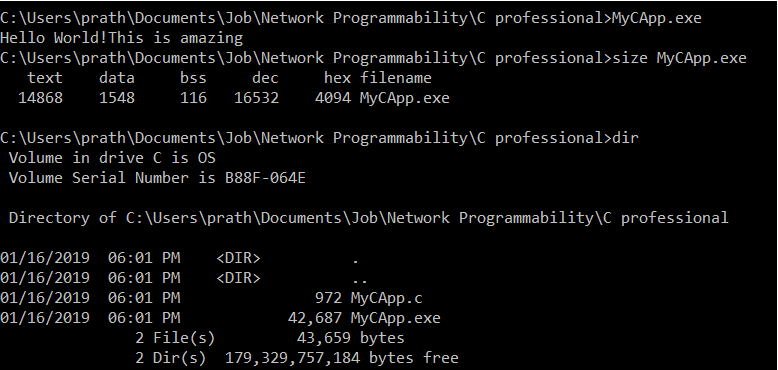 C:\Users\prath\Documents\Job\Network Programmability\C professional>MyCApp.exe
Hello World!This is amazing
C:\Users\prath\Documents\Job\Network Programmability\C professional>size MyCApp.exe
   text    data     bss     dec     hex filename
  14868    1548     116   16532    4094 MyCApp.exe

C:\Users\prath\Documents\Job\Network Programmability\C professional>dir
 Volume in drive C is OS
 Volume Serial Number is B88F-064E

 Directory of C:\Users\prath\Documents\Job\Network Programmability\C professional

01/16/2019  06:01 PM    <DIR>          .
01/16/2019  06:01 PM    <DIR>          ..
01/16/2019  06:01 PM               972 MyCApp.c
01/16/2019  06:01 PM            42,687 MyCApp.exe
               2 File(s)         43,659 bytes
               2 Dir(s)  179,329,757,184 bytes free